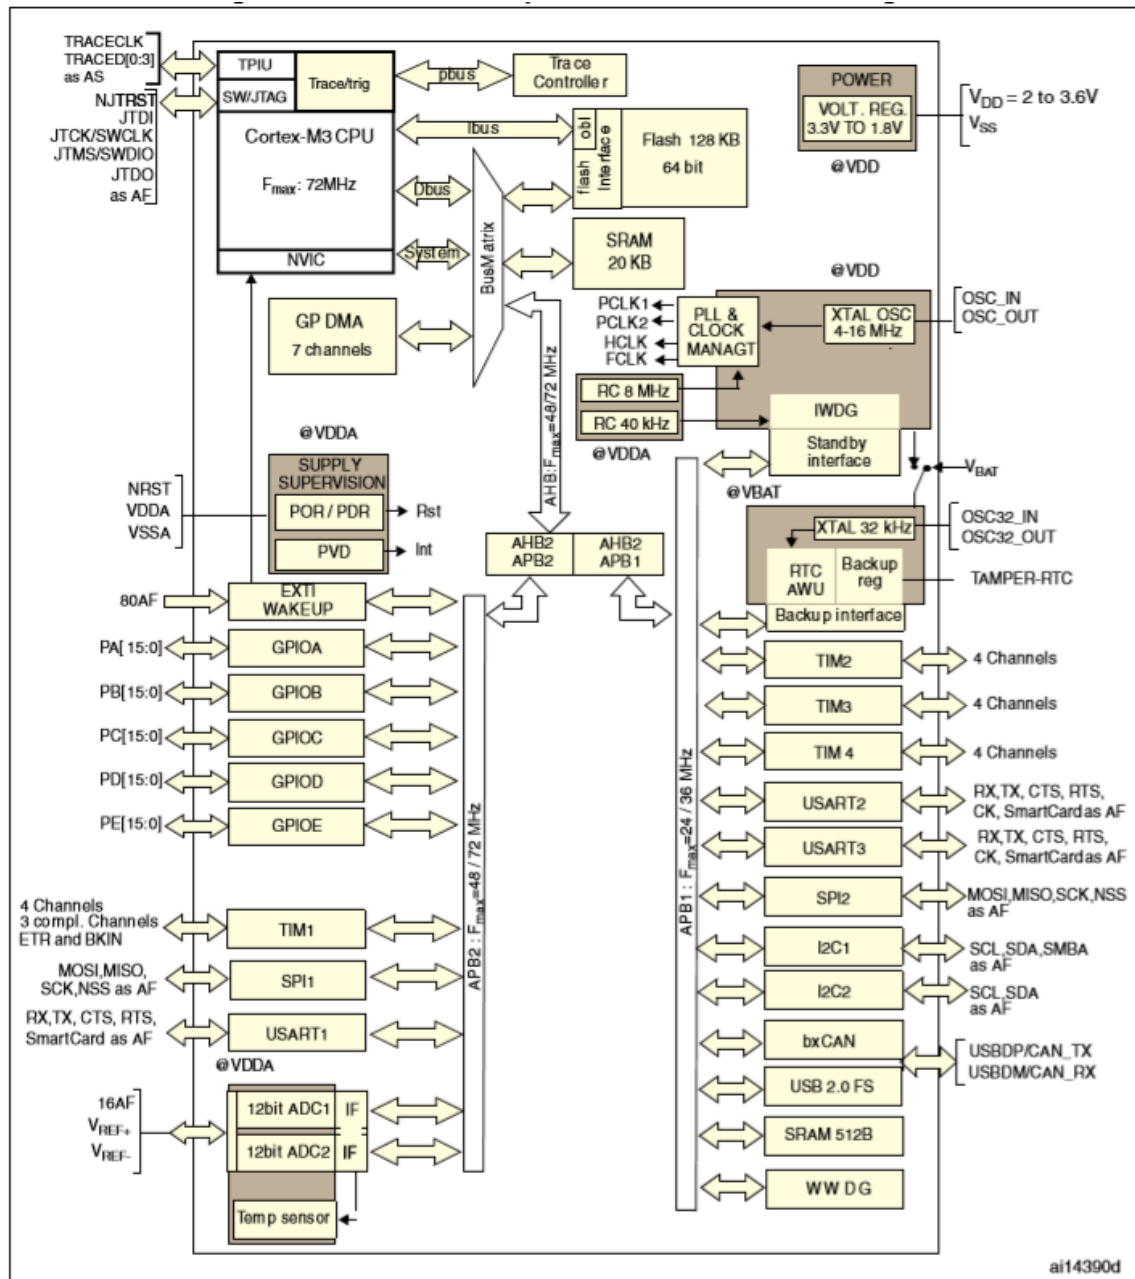 TRACECLK
TRACED[0:3]
as AS
NJTRST
JTDI
JTCK/SWCLK
JTMS/SWDIO
JTDO
as AF
TPIU
SW/JTAG
Trace/trig
Cortex-M3 CPU
Fmax: 72MHz
NVIC
pbus
Trace
Controller
Ibus
Dbus
System
BusMatrix
flash obl
Interface
Flash 128 KB
64 bit
SRAM
20 KB
POWER
VOLT. REG.
3.3V TO 1.8V
@VDD
VDD = 2 to 3.6V
VSS
GP DMA
7 channels
AHB:Fmax=48/72 MHz
@VDD
PCLK1
PCLK2
HCLK
FCLK
PLL &
CLOCK
MANAGT
XTAL OSC
4-16 MHz
OSC_IN
OSC_OUT
RC 8 MHz
RC 40 kHz
@VDDA
IWDG
Standby
interface
@VBAT
VBAT
XTAL 32 kHz
OSC32_IN
OSC32_OUT
RTC
AWU
Backup
reg
TAMPER-RTC
Backup interface
@VDDA
NRST
VDDA
VSSA
SUPPLY
SUPERVISION
POR / PDR
Rst
PVD
Int
AHB2
APB2
AHB2
APB1
80AF
EXTI
WAKEUP
PA[ 15:0]
GPIOA
PB[15:0]
GPIOB
PC[15:0]
GPIOC
PD[15:0]
GPIOD
PE[15:0]
GPIOE
4 Channels
3 compl. Channels
ETR and BKIN
TIM1
MOSI,MISO,
SCK,NSS as AF
SPI1
RX,TX, CTS, RTS,
SmartCard as AF
USART1
@VDDA
16AF
VREF+
VREF-
12bit ADC1 IF
12bit ADC2 IF
Temp sensor
APB2 : Fmax=48 / 72 MHz
APB1 : Fmax=24 / 36 MHz
TIM2
4 Channels
TIM3
4 Channels
TIM 4
4 Channels
USART2
RX,TX, CTS, RTS,
CK, SmartCard as AF
USART3
RX,TX, CTS, RTS,
CK, SmartCard as AF
SPI2
MOSI,MISO,SCK,NSS
as AF
I2C1
SCL,SDA,SMBA
as AF
I2C2
SCL,SDA
as AF
bxCAN
USBDP/CAN_TX
USBDM/CAN_RX
USB 2.0 FS
SRAM 512B
WW DG
ai14390d